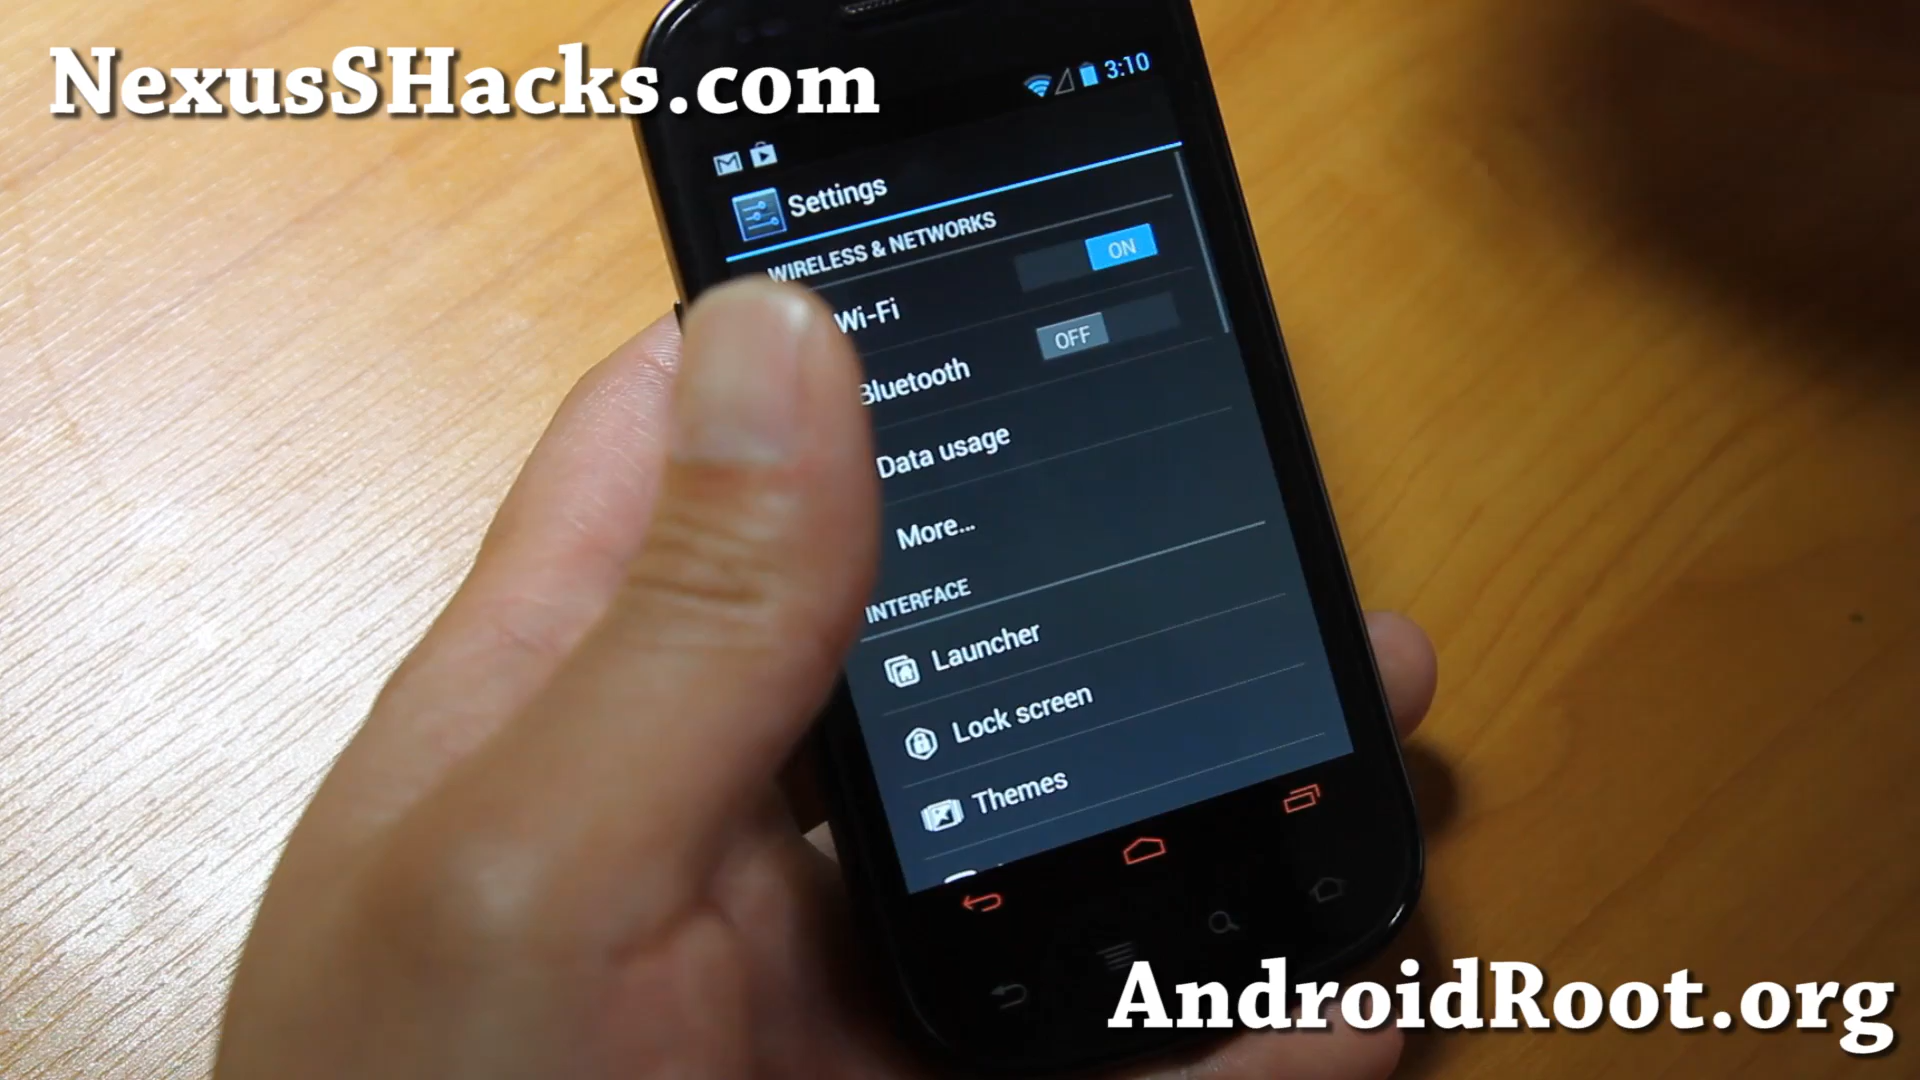 NexusSHacks.com
3:10
Settings
WIRELESS & NETWORKS
Wi-Fi
ON
Bluetooth
OFF
Data usage
More...
INTERFACE
Launcher
Lock screen
Themes
AndroidRoot.org